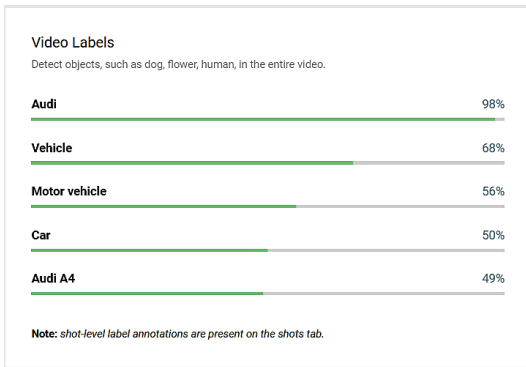 Video Labels
Detect objects, such as dog, flower, human, in the entire video.
Audi 98%
Vehicle 68%
Motor vehicle 56%
Car 50%
Audi A4 49%
Note: shot-level label annotations are present on the shots tab.